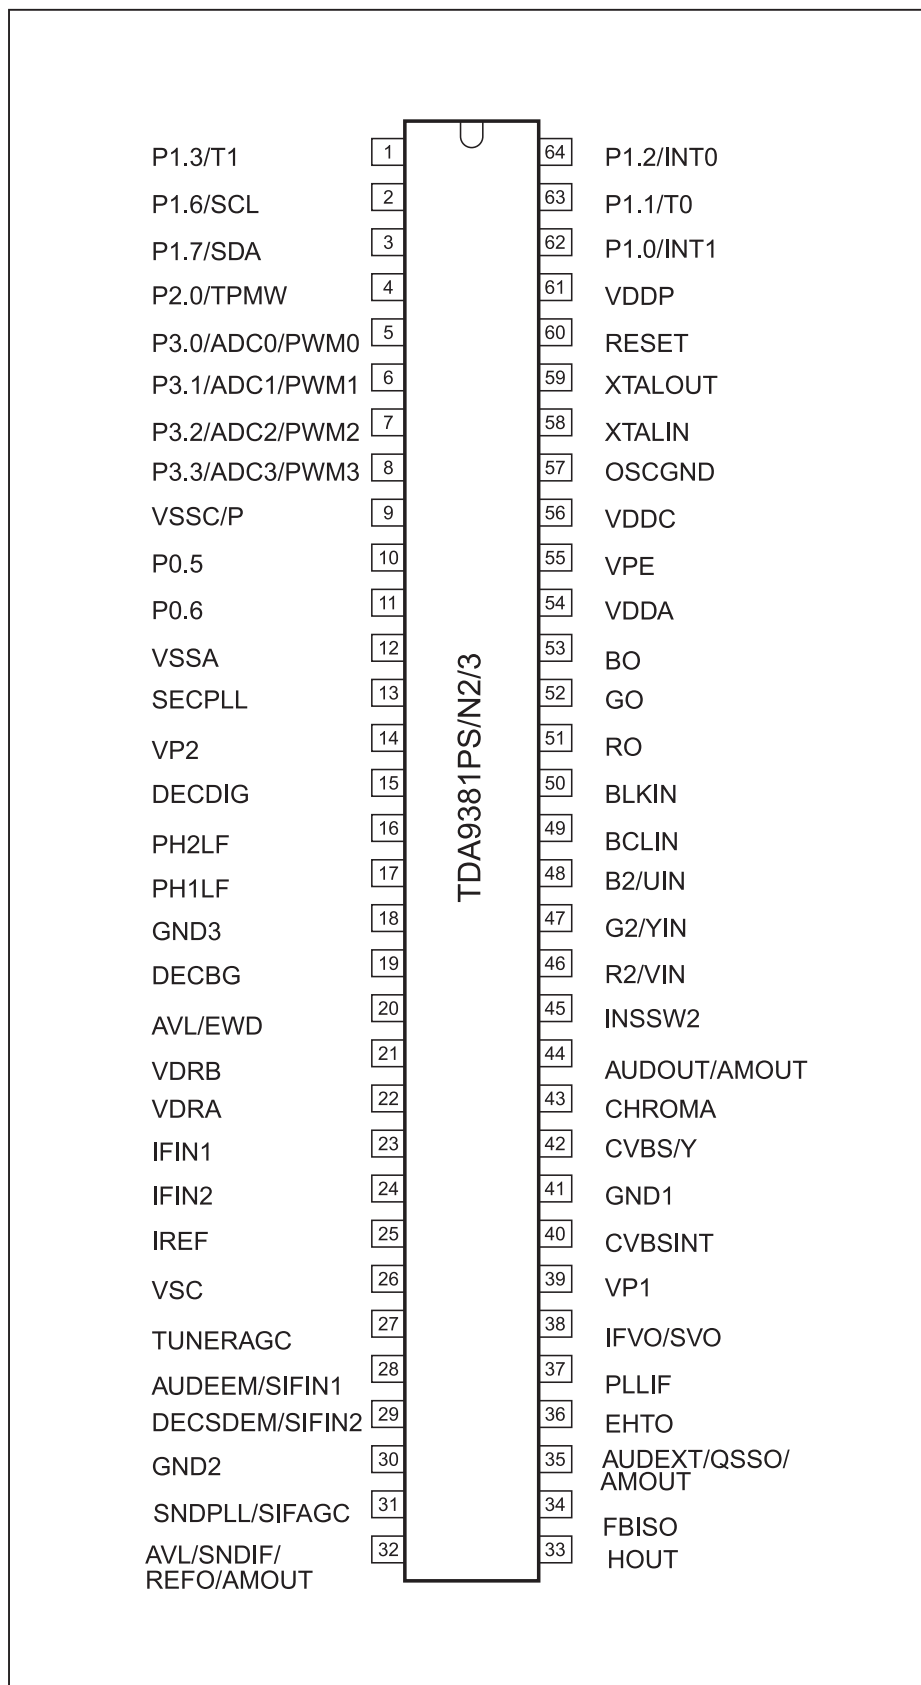 P1.3/T1 1 64 P1.2/INT0
P1.6/SCL 2 63 P1.1/T0
P1.7/SDA 3 62 P1.0/INT1
P2.0/TPMW 4 61 VDDP
P3.0/ADC0/PWM0 5 60 RESET
P3.1/ADC1/PWM1 6 59 XTALOUT
P3.2/ADC2/PWM2 7 58 XTALIN
P3.3/ADC3/PWM3 8 57 OSCGND
VSSC/P 9 56 VDDC
P0.5 10 55 VPE
P0.6 11 54 VDDA
VSSA 12 53 BO
SECPLL 13 52 GO
VP2 14 51 RO
DECDIG 15 50 BLKIN
PH2LF 16 49 BCLIN
PH1LF 17 48 B2/UIN
GND3 18 47 G2/YIN
DECBG 19 46 R2/VIN
AVL/EWD 20 45 INSSW2
VDRB 21 44 AUDOUT/AMOUT
VDRA 22 43 CHROMA
IFIN1 23 42 CVBS/Y
IFIN2 24 41 GND1
IREF 25 40 CVBSINT
VSC 26 39 VP1
TUNERAGC 27 38 IFVO/SVO
AUDEEM/SIFIN1 28 37 PLLIF
DECSDEM/SIFIN2 29 36 EHTO
GND2 30 35 AUDEXT/QSSO/
AMOUT
SNDPLL/SIFAGC 31 34 FBISO
AVL/SNDIF/ 32 33 HOUT
REFO/AMOUT
TDA9381PS/N2/3